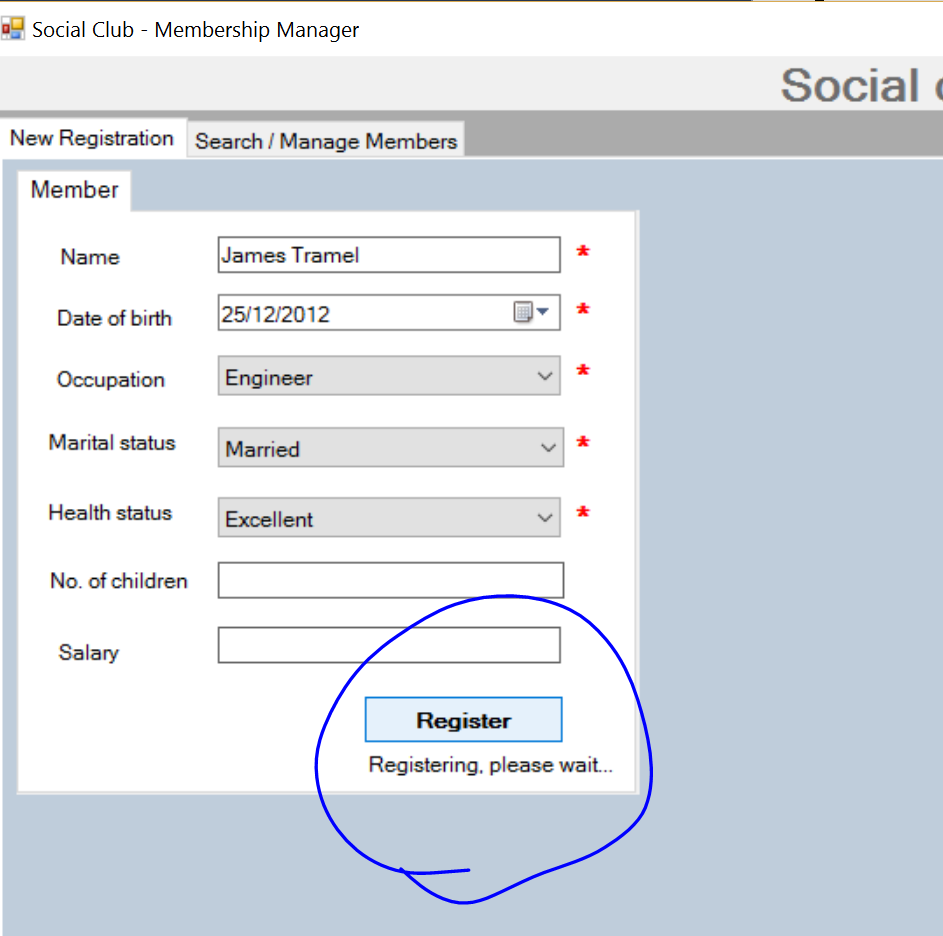 Social Club - Membership Manager
Social
New Registration Search / Manage Members
Member
Name James Tramel *
Date of birth 25/12/2012 *
Occupation Engineer *
Marital status Married *
Health status Excellent *
No. of children
Salary
Register
Registering, please wait...